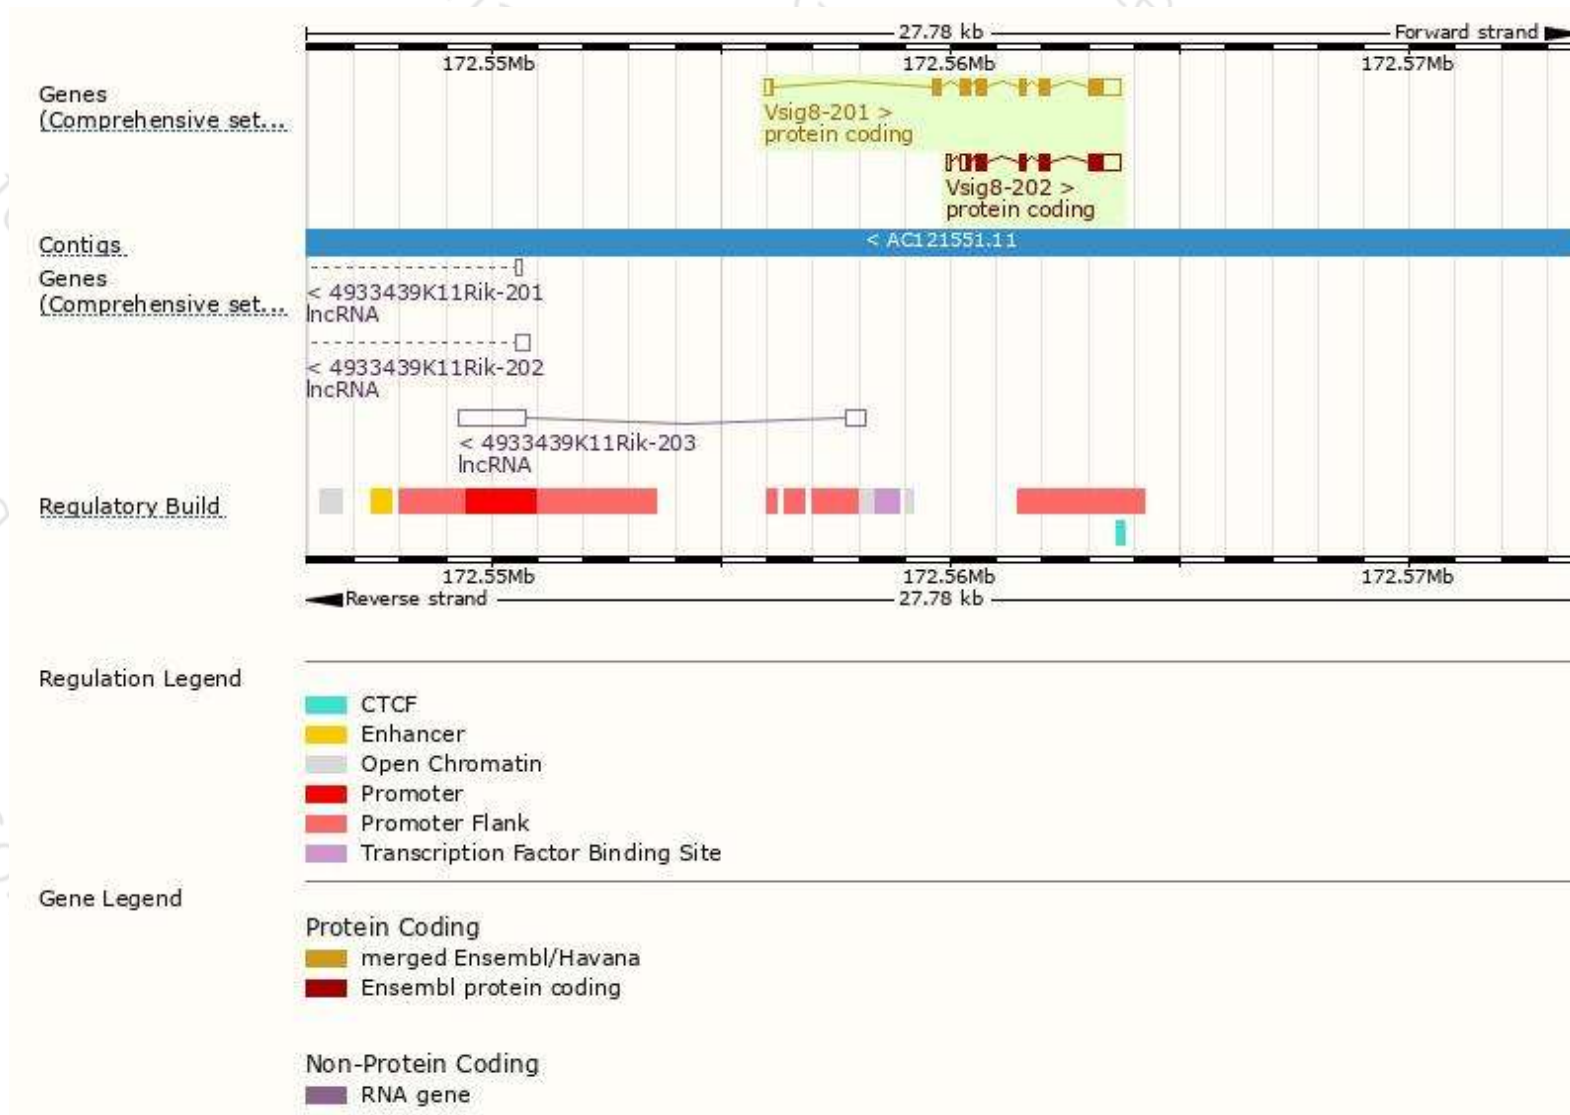 27.78 kb
Forward strand
172.55Mb 172.56Mb 172.57Mb
Genes
(Comprehensive set...
Vsig8-201 >
protein coding
Vsig8-202 >
protein coding
Contigs
< AC121551.11
Genes
(Comprehensive set...
< 4933439K11Rik-201
lncRNA
< 4933439K11Rik-202
lncRNA
< 4933439K11Rik-203
lncRNA
Regulatory Build
172.55Mb 172.56Mb 172.57Mb
Reverse strand
27.78 kb
Regulation Legend
CTCF
Enhancer
Open Chromatin
Promoter
Promoter Flank
Transcription Factor Binding Site
Gene Legend
Protein Coding
merged Ensembl/Havana
Ensembl protein coding
Non-Protein Coding
RNA gene